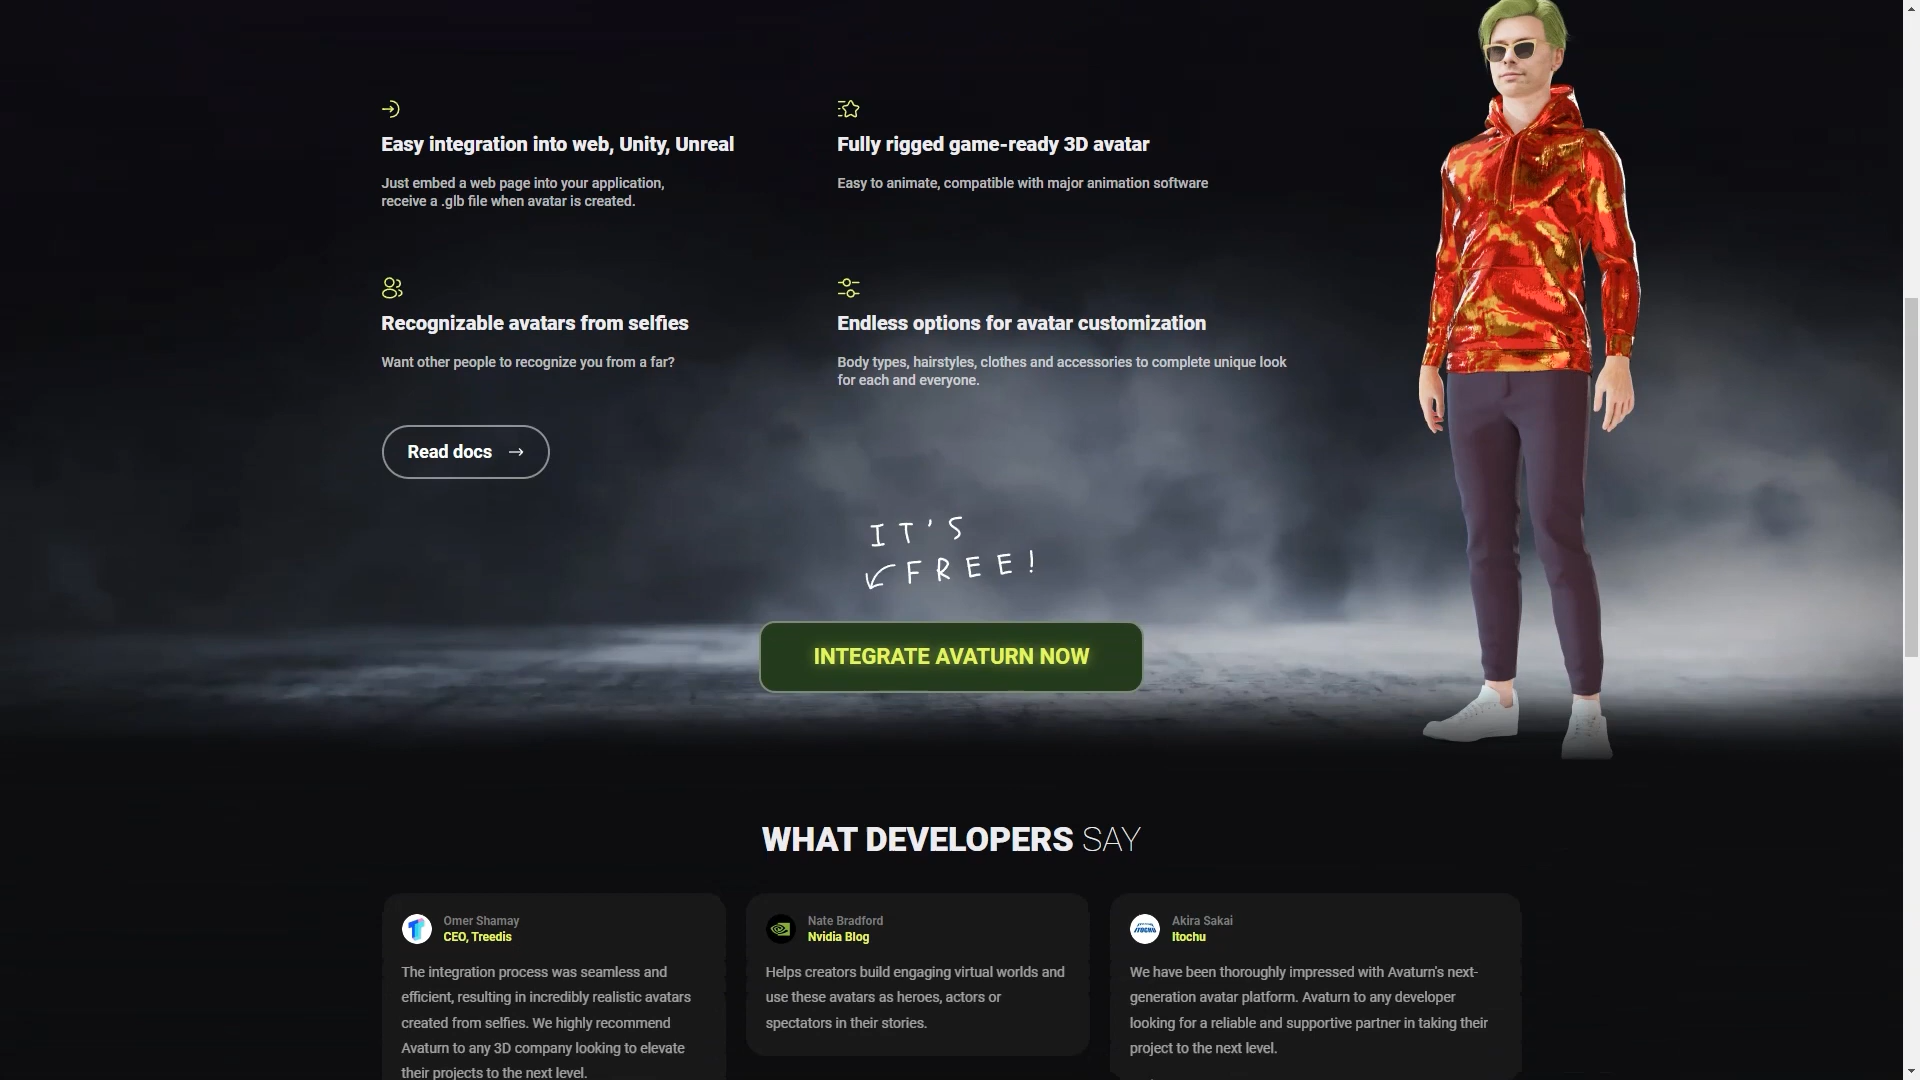 Easy integration into web, Unity, Unreal
Just embed a web page into your application,
receive a .glb file when avatar is created.
Fully rigged game-ready 3D avatar
Easy to animate, compatible with major animation software
Recognizable avatars from selfies
Want other people to recognize you from a far?
Endless options for avatar customization
Body types, hairstyles, clothes and accessories to complete unique look
for each and everyone.
Read docs →
IT'S
FREE!
INTEGRATE AVATURN NOW
WHAT DEVELOPERS SAY
Omer Shamay
CEO, Treedis
The integration process was seamless and
efficient, resulting in incredibly realistic avatars
created from selfies. We highly recommend
Avaturn to any 3D company looking to elevate
their projects to the next level.
Nate Bradford
Nvidia Blog
Helps creators build engaging virtual worlds and
use these avatars as heroes, actors or
spectators in their stories.
ITOCHU
Akira Sakai
Itochu
We have been thoroughly impressed with Avaturn's next-
generation avatar platform. Avaturn to any developer
looking for a reliable and supportive partner in taking their
project to the next level.